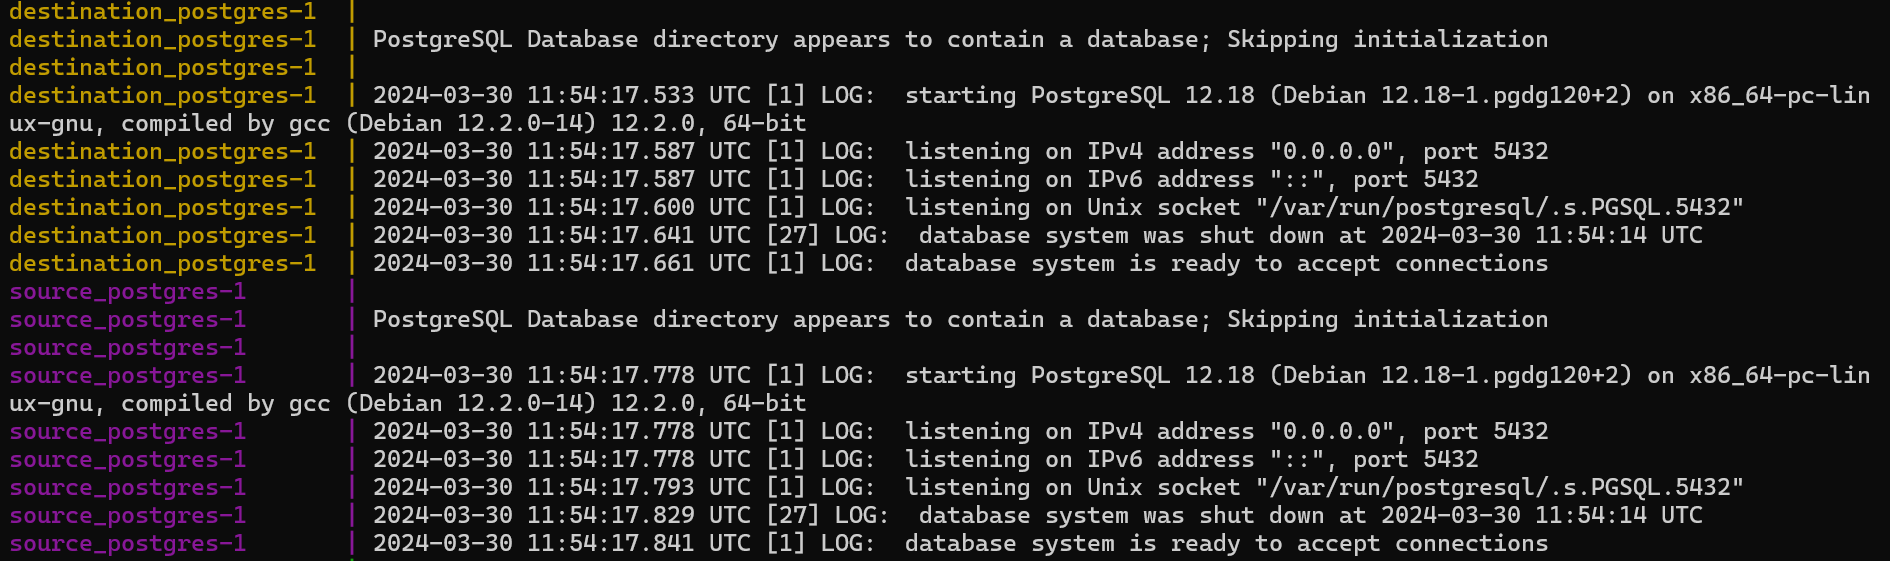 destination_postgres-1  |
destination_postgres-1  | PostgreSQL Database directory appears to contain a database; Skipping initialization
destination_postgres-1  |
destination_postgres-1  | 2024-03-30 11:54:17.533 UTC [1] LOG:  starting PostgreSQL 12.18 (Debian 12.18-1.pgdg120+2) on x86_64-pc-lin
ux-gnu, compiled by gcc (Debian 12.2.0-14) 12.2.0, 64-bit
destination_postgres-1  | 2024-03-30 11:54:17.587 UTC [1] LOG:  listening on IPv4 address "0.0.0.0", port 5432
destination_postgres-1  | 2024-03-30 11:54:17.587 UTC [1] LOG:  listening on IPv6 address "::", port 5432
destination_postgres-1  | 2024-03-30 11:54:17.600 UTC [1] LOG:  listening on Unix socket "/var/run/postgresql/.s.PGSQL.5432"
destination_postgres-1  | 2024-03-30 11:54:17.641 UTC [27] LOG:  database system was shut down at 2024-03-30 11:54:14 UTC
destination_postgres-1  | 2024-03-30 11:54:17.661 UTC [1] LOG:  database system is ready to accept connections
source_postgres-1       |
source_postgres-1       | PostgreSQL Database directory appears to contain a database; Skipping initialization
source_postgres-1       |
source_postgres-1       | 2024-03-30 11:54:17.778 UTC [1] LOG:  starting PostgreSQL 12.18 (Debian 12.18-1.pgdg120+2) on x86_64-pc-lin
ux-gnu, compiled by gcc (Debian 12.2.0-14) 12.2.0, 64-bit
source_postgres-1       | 2024-03-30 11:54:17.778 UTC [1] LOG:  listening on IPv4 address "0.0.0.0", port 5432
source_postgres-1       | 2024-03-30 11:54:17.778 UTC [1] LOG:  listening on IPv6 address "::", port 5432
source_postgres-1       | 2024-03-30 11:54:17.793 UTC [1] LOG:  listening on Unix socket "/var/run/postgresql/.s.PGSQL.5432"
source_postgres-1       | 2024-03-30 11:54:17.829 UTC [27] LOG:  database system was shut down at 2024-03-30 11:54:14 UTC
source_postgres-1       | 2024-03-30 11:54:17.841 UTC [1] LOG:  database system is ready to accept connections